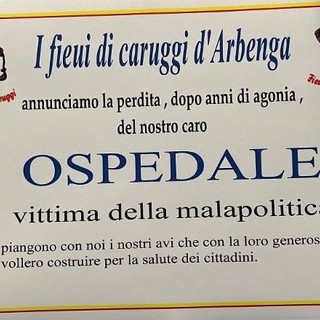 I fieui di caruggi d'Arbenga
annunciamo la perdita , dopo anni di agonia ,
del nostro caro
OSPEDALE
vittima della malapolitica
piangono con noi i nostri avi che con la loro generos
vollero costruire per la salute dei cittadini.